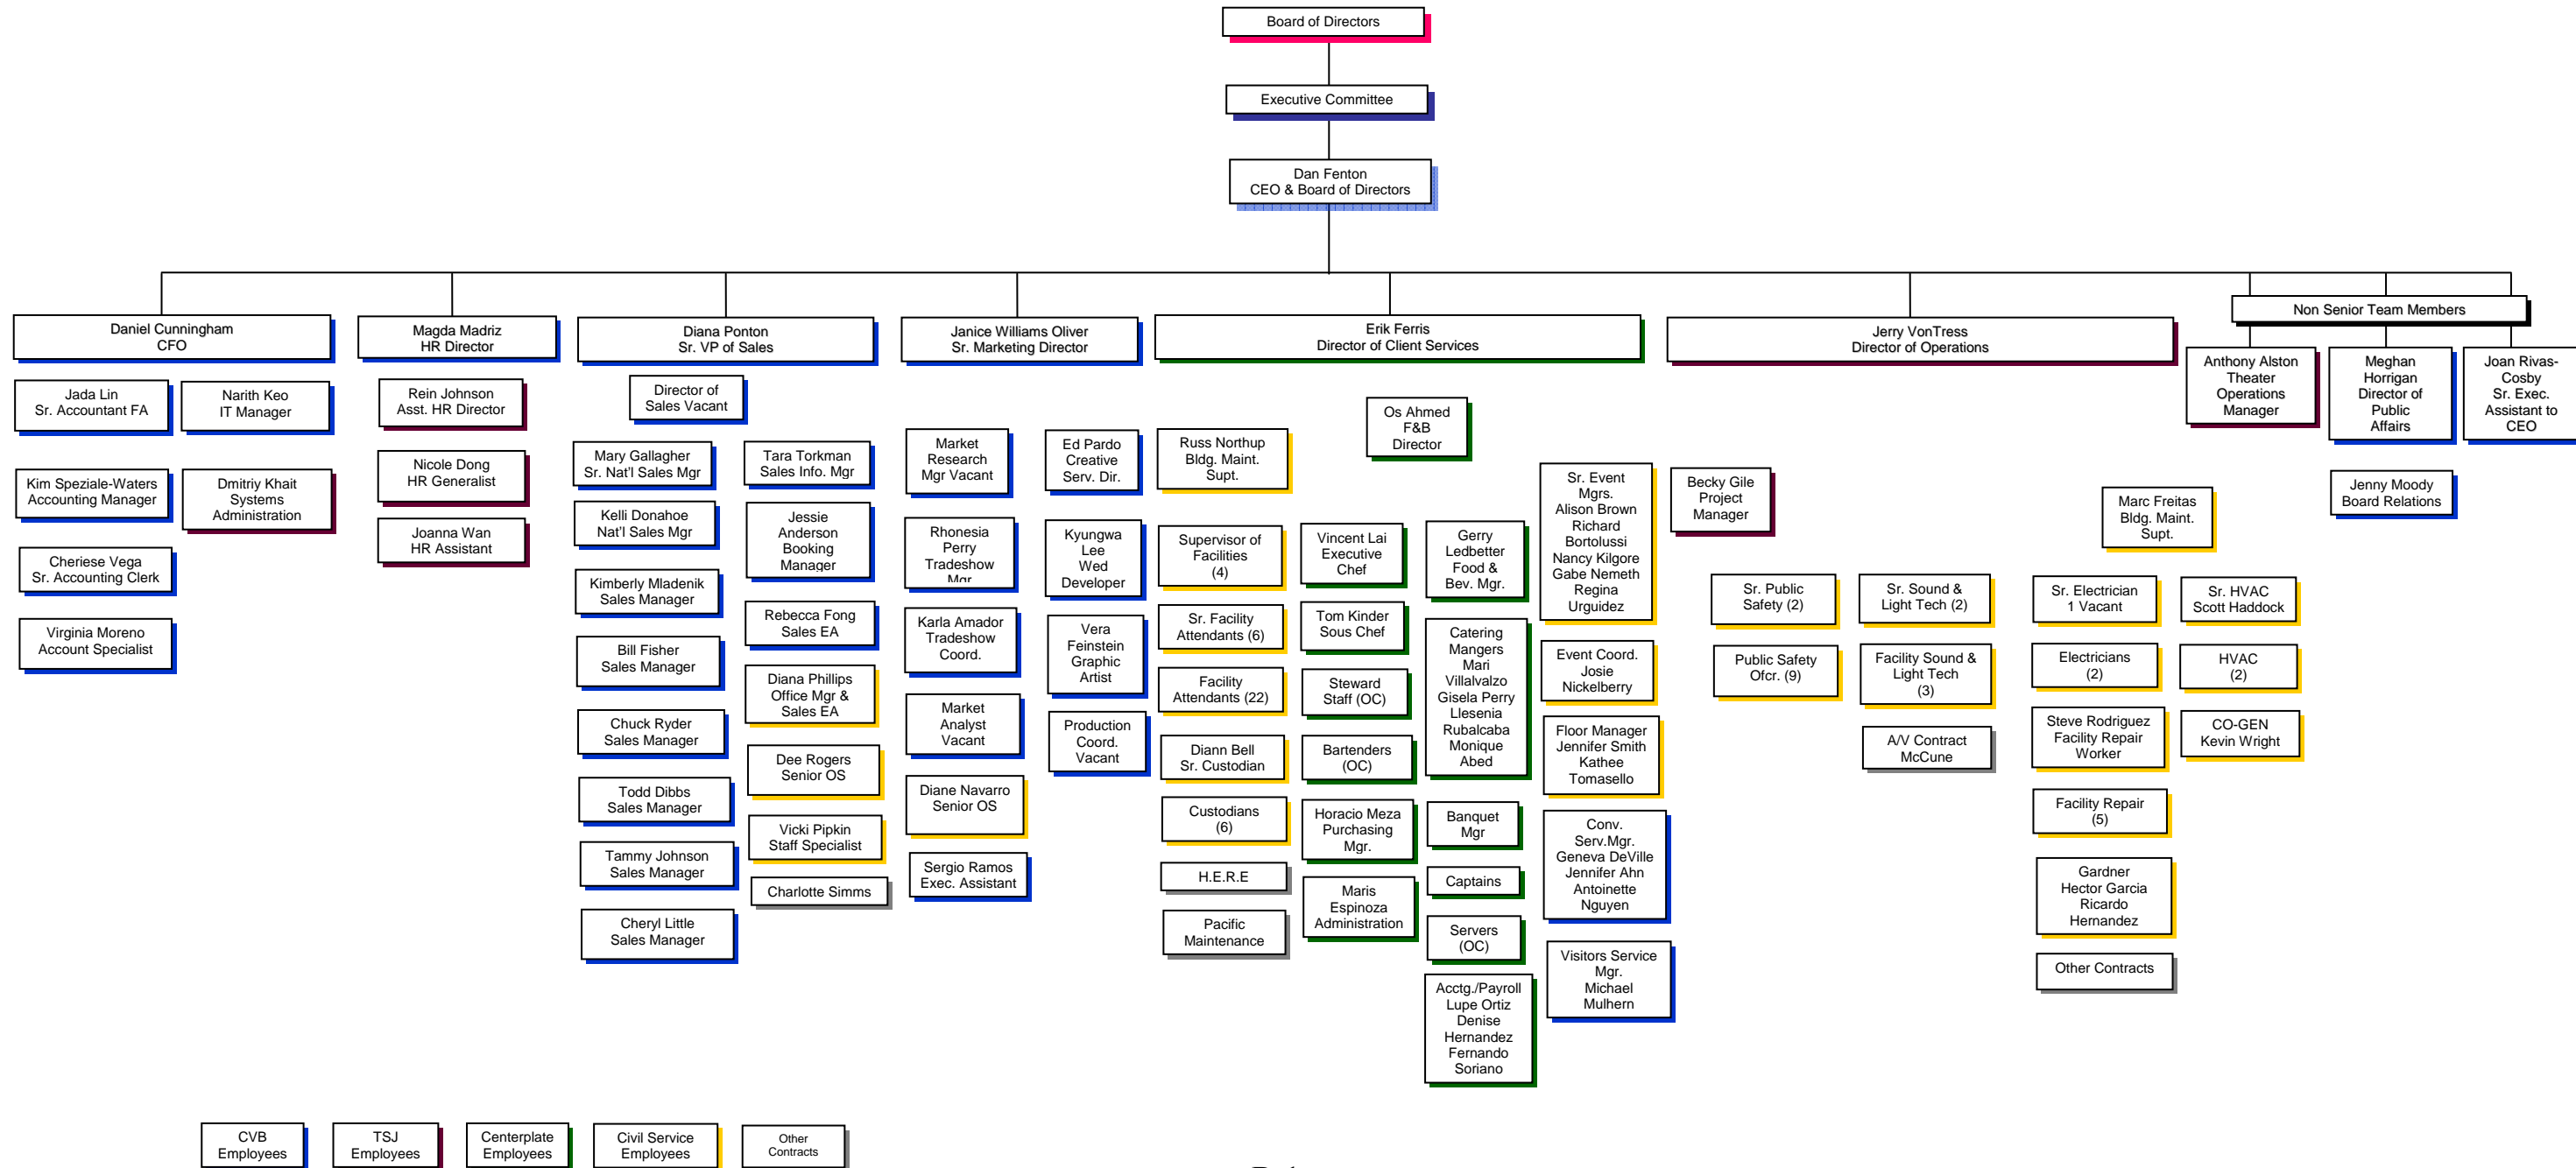 Board of Directors
Executive Committee
Dan Fenton
CEO & Board of Directors
Daniel Cunningham
CFO
Magda Madriz
HR Director
Diana Ponton
Sr. VP of Sales
Janice Williams Oliver
Sr. Marketing Director
Erik Ferris
Director of Client Services
Jerry VonTress
Director of Operations
Non Senior Team Members
Jada Lin
Sr. Accountant FA
Kim Speziale-Waters
Accounting Manager
Cheriese Vega
Sr. Accounting Clerk
Virginia Moreno
Account Specialist
Narith Keo
IT Manager
Dmitriy Khait
Systems
Administration
Rein Johnson
Asst. HR Director
Nicole Dong
HR Generalist
Joanna Wan
HR Assistant
Director of
Sales Vacant
Mary Gallagher
Sr. Nat'l Sales Mgr
Kelli Donahoe
Nat'l Sales Mgr
Kimberly Mladenik
Sales Manager
Bill Fisher
Sales Manager
Chuck Ryder
Sales Manager
Todd Dibbs
Sales Manager
Tammy Johnson
Sales Manager
Cheryl Little
Sales Manager
Tara Torkman
Sales Info. Mgr
Jessie
Anderson
Booking
Manager
Rebecca Fong
Sales EA
Diana Phillips
Office Mgr &
Sales EA
Dee Rogers
Senior OS
Vicki Pipkin
Staff Specialist
Charlotte Simms
Market
Research
Mgr Vacant
Rhonesia
Perry
Tradeshow
Mgr
Karla Amador
Tradeshow
Coord.
Market
Analyst
Vacant
Diane Navarro
Senior OS
Sergio Ramos
Exec. Assistant
Ed Pardo
Creative
Serv. Dir.
Kyungwa
Lee
Wed
Developer
Vera
Feinstein
Graphic
Artist
Production
Coord.
Vacant
Russ Northup
Bldg. Maint.
Supt.
Supervisor of
Facilities
(4)
Sr. Facility
Attendants (6)
Facility
Attendants (22)
Diann Bell
Sr. Custodian
Custodians
(6)
H.E.R.E
Pacific
Maintenance
Os Ahmed
F&B
Director
Vincent Lai
Executive
Chef
Tom Kinder
Sous Chef
Steward
Staff (OC)
Bartenders
(OC)
Horacio Meza
Purchasing
Mgr.
Maris
Espinoza
Administration
Gerry
Ledbetter
Food &
Bev. Mgr.
Catering
Mangers
Mari
Villalvalzo
Gisela Perry
Llesenia
Rubalcaba
Monique
Abed
Banquet
Mgr
Captains
Servers
(OC)
Acctg./Payroll
Lupe Ortiz
Denise
Hernandez
Fernando
Soriano
Sr. Event
Mgrs.
Alison Brown
Richard
Bortolussi
Nancy Kilgore
Gabe Nemeth
Regina
Urguidez
Event Coord.
Josie
Nickelberry
Floor Manager
Jennifer Smith
Kathee
Tomasello
Conv.
Serv.Mgr.
Geneva DeVille
Jennifer Ahn
Antoinette
Nguyen
Visitors Service
Mgr.
Michael
Mulhern
Becky Gile
Project
Manager
Sr. Public
Safety (2)
Public Safety
Ofcr. (9)
Sr. Sound &
Light Tech (2)
Facility Sound &
Light Tech
(3)
A/V Contract
McCune
Marc Freitas
Bldg. Maint.
Supt.
Sr. Electrician
1 Vacant
Electricians
(2)
Steve Rodriguez
Facility Repair
Worker
Facility Repair
(5)
Gardner
Hector Garcia
Ricardo
Hernandez
Other Contracts
Sr. HVAC
Scott Haddock
HVAC
(2)
CO-GEN
Kevin Wright
Anthony Alston
Theater
Operations
Manager
Meghan
Horrigan
Director of
Public
Affairs
Joan Rivas-
Cosby
Sr. Exec.
Assistant to
CEO
Jenny Moody
Board Relations
CVB
Employees
TSJ
Employees
Centerplate
Employees
Civil Service
Employees
Other
Contracts